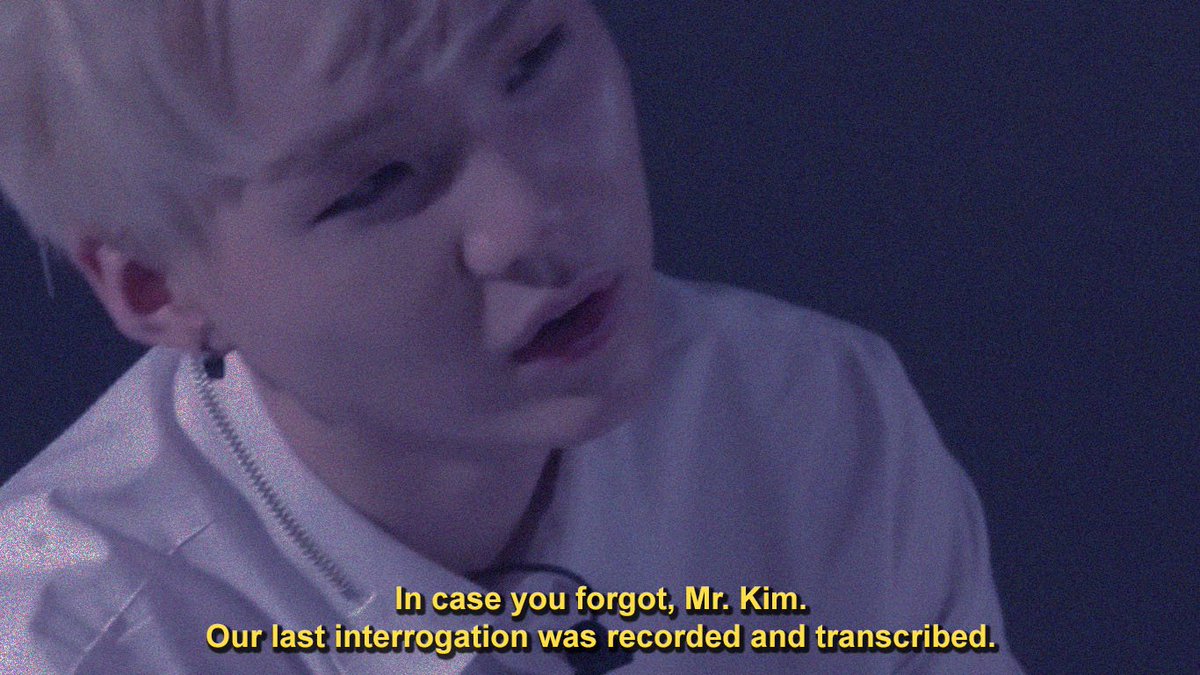 In case you forgot, Mr. Kim.
Our last interrogation was recorded and transcribed.